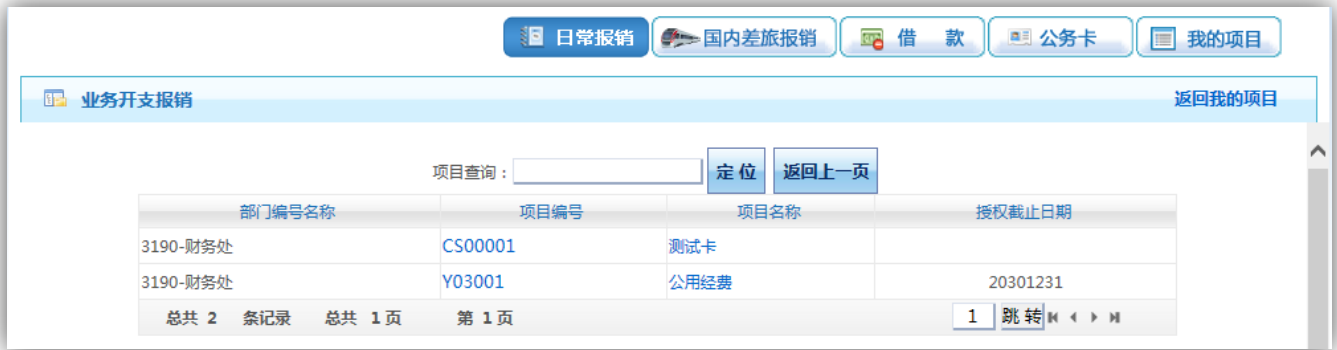 日常报销 国内差旅报销 借 款 公务卡 我的项目
业务开支报销 返回我的项目
项目查询： 定 位 返回上一页
部门编号名称 项目编号 项目名称 授权截止日期
3190-财务处 CS00001 测试卡
3190-财务处 Y03001 公用经费 20301231
总共 2 条记录 总共 1 页 第 1 页 1 跳 转